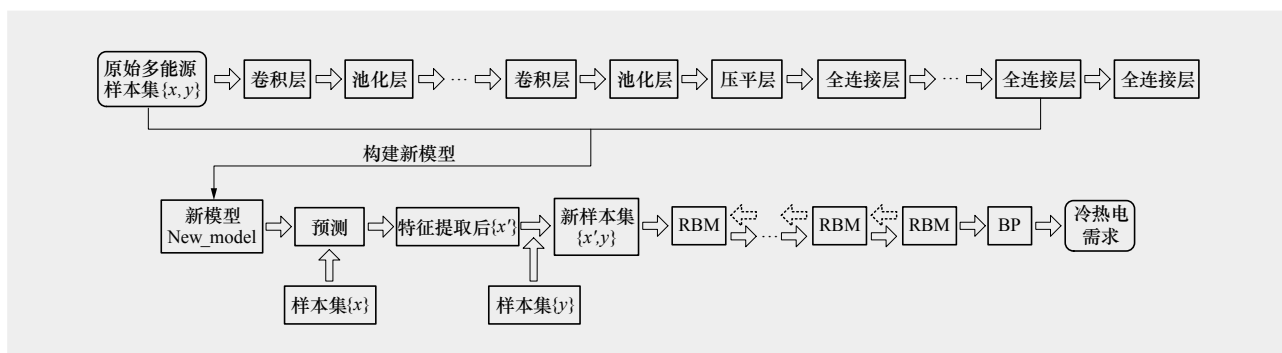 原始多能源
样本集{x, y}
卷积层
池化层
…
卷积层
池化层
压平层
全连接层
…
全连接层
全连接层
构建新模型
新模型
New_model
预测
特征提取后{x′}
新样本集
{x′,y}
RBM
…
RBM
RBM
BP
冷热电
需求
样本集{x}
样本集{y}